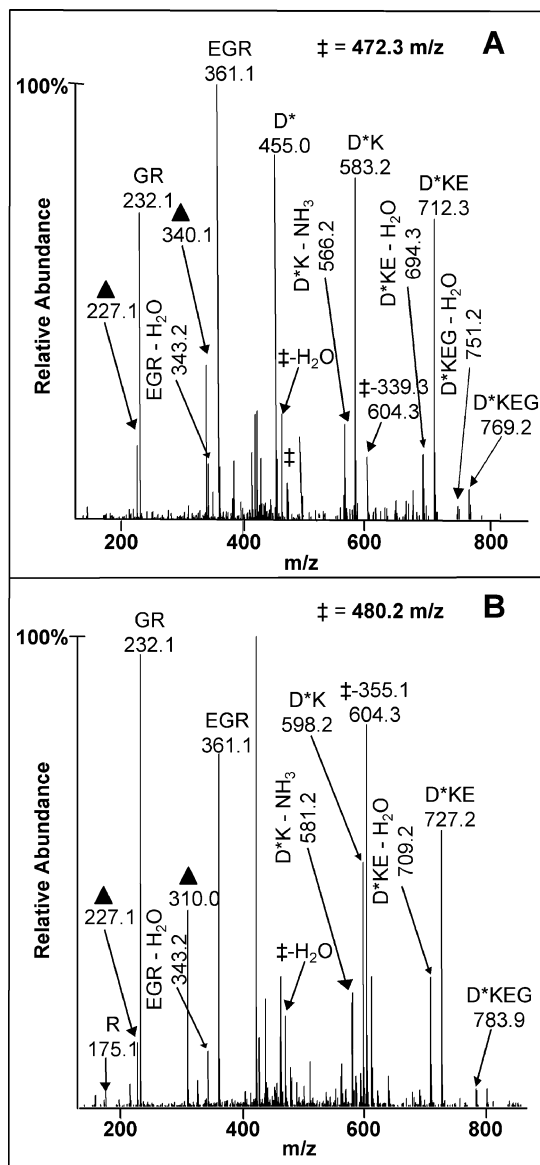 A
‡ = 472.3 m/z
100%
EGR
361.1
D*
455.0
D*K
583.2
GR
232.1
▲
340.1
D*KE
712.3
▲
227.1
EGR - H₂O
343.2
D*K - NH₃
566.2
D*KE - H₂O
694.3
D*KEG - H₂O
751.2
‡-H₂O
‡
‡-339.3
604.3
D*KEG
769.2
Relative Abundance
200
400
600
800
m/z
B
‡ = 480.2 m/z
100%
GR
232.1
EGR
361.1
D*K
598.2
‡-355.1
604.3
D*KE
727.2
▲
310.0
▲
227.1
EGR - H₂O
343.2
D*K - NH₃
581.2
D*KE - H₂O
709.2
‡-H₂O
R
175.1
D*KEG
783.9
Relative Abundance
200
400
600
800
m/z